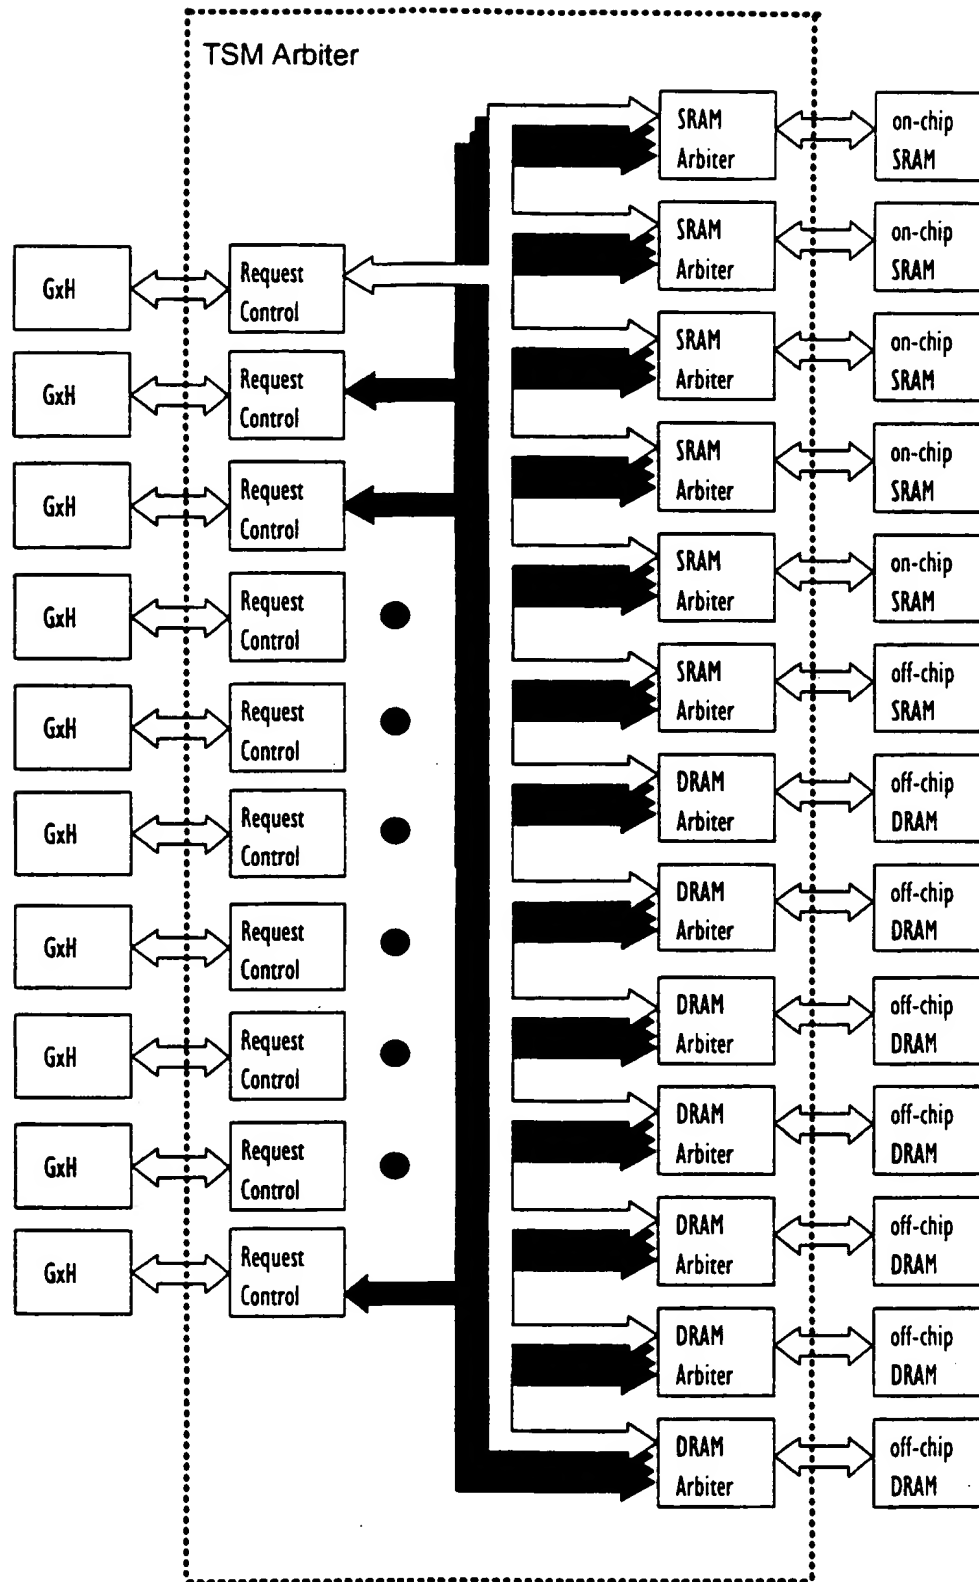 TSM Arbiter
GxH
GxH
GxH
GxH
GxH
GxH
GxH
GxH
GxH
GxH
Request
Control
Request
Control
Request
Control
Request
Control
Request
Control
Request
Control
Request
Control
Request
Control
Request
Control
Request
Control
SRAM
Arbiter
SRAM
Arbiter
SRAM
Arbiter
SRAM
Arbiter
SRAM
Arbiter
SRAM
Arbiter
DRAM
Arbiter
DRAM
Arbiter
DRAM
Arbiter
DRAM
Arbiter
DRAM
Arbiter
DRAM
Arbiter
DRAM
Arbiter
on-chip
SRAM
on-chip
SRAM
on-chip
SRAM
on-chip
SRAM
on-chip
SRAM
off-chip
SRAM
off-chip
DRAM
off-chip
DRAM
off-chip
DRAM
off-chip
DRAM
off-chip
DRAM
off-chip
DRAM
off-chip
DRAM